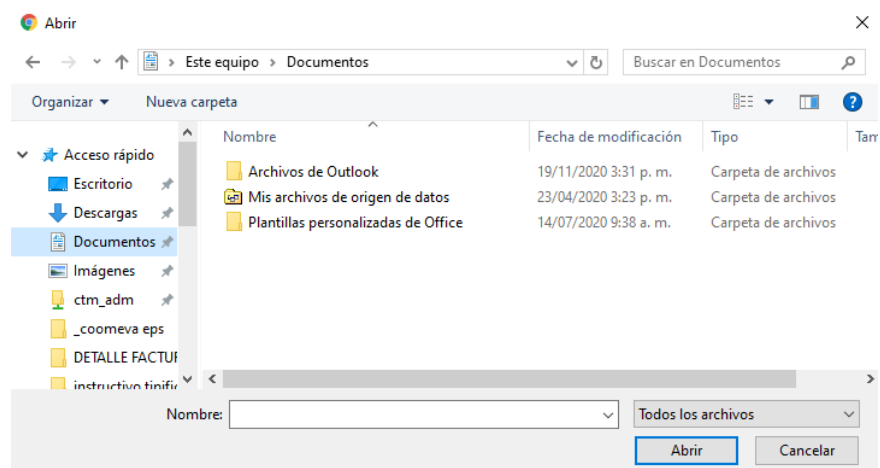 Abrir
Este equipo > Documentos
Buscar en Documentos
Organizar
Nueva carpeta
Nombre
Fecha de modificación
Tipo
Tam
Acceso rápido
Escritorio
Descargas
Documentos
Imágenes
ctm_adm
_coomeva eps
DETALLE FACTUR
Archivos de Outlook
19/11/2020 3:31 p. m.
Carpeta de archivos
Mis archivos de origen de datos
23/04/2020 3:23 p. m.
Carpeta de archivos
Plantillas personalizadas de Office
14/07/2020 9:38 a. m.
Carpeta de archivos
Nombre:
Todos los archivos
Abrir
Cancelar